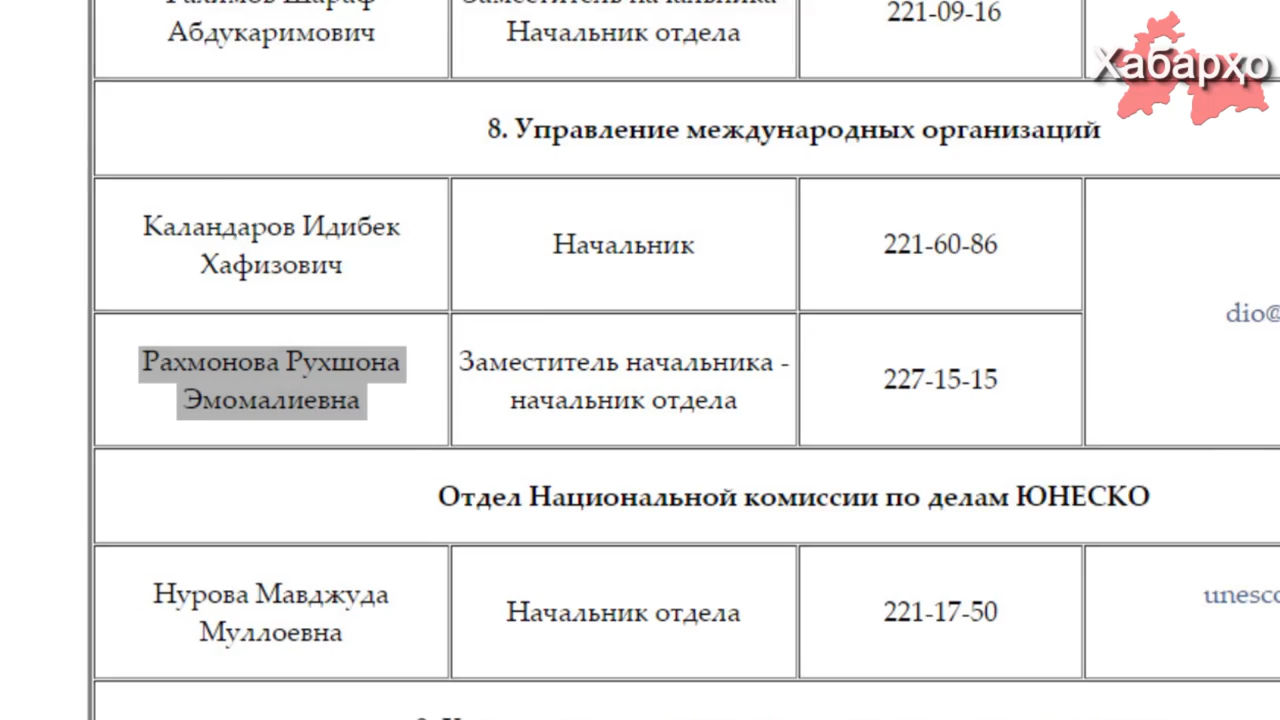 Абдукаримович
Начальник отдела
221-09-16
Хабарҳо
8. Управление международных организаций
Каландаров Идибек
Хафизович
Начальник
221-60-86
dio@
Рахмонова Рухшона
Эмомалиевна
Заместитель начальника -
начальник отдела
227-15-15
Отдел Национальной комиссии по делам ЮНЕСКО
Нурова Мавджуда
Муллоевна
Начальник отдела
221-17-50
unesco